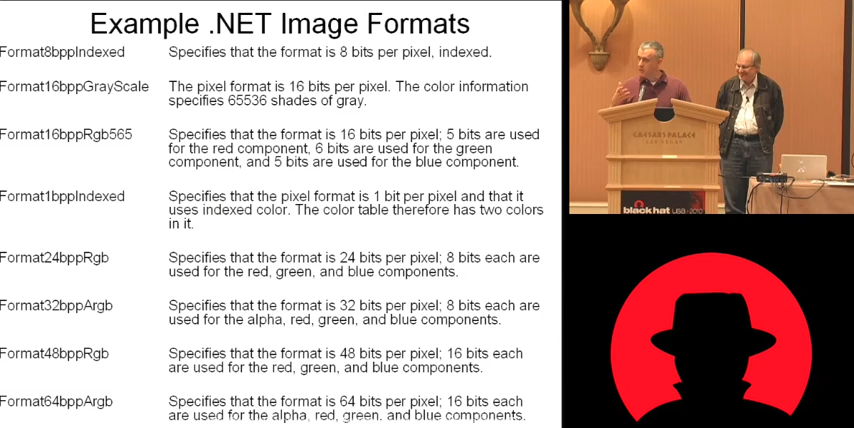 Example .NET Image Formats
Format8bppIndexed Specifies that the format is 8 bits per pixel, indexed.
Format16bppGrayScale The pixel format is 16 bits per pixel. The color information
specifies 65536 shades of gray.
Format16bppRgb565 Specifies that the format is 16 bits per pixel; 5 bits are used
for the red component, 6 bits are used for the green
component, and 5 bits are used for the blue component.
Format1bppIndexed Specifies that the pixel format is 1 bit per pixel and that it
uses indexed color. The color table therefore has two colors
in it.
Format24bppRgb Specifies that the format is 24 bits per pixel; 8 bits each are
used for the red, green, and blue components.
Format32bppArgb Specifies that the format is 32 bits per pixel; 8 bits each are
used for the alpha, red, green, and blue components.
Format48bppRgb Specifies that the format is 48 bits per pixel; 16 bits each
are used for the red, green, and blue components.
Format64bppArgb Specifies that the format is 64 bits per pixel; 16 bits each
are used for the alpha, red, green, and blue components.
CAESARS PALACE
black hat usa - 2010